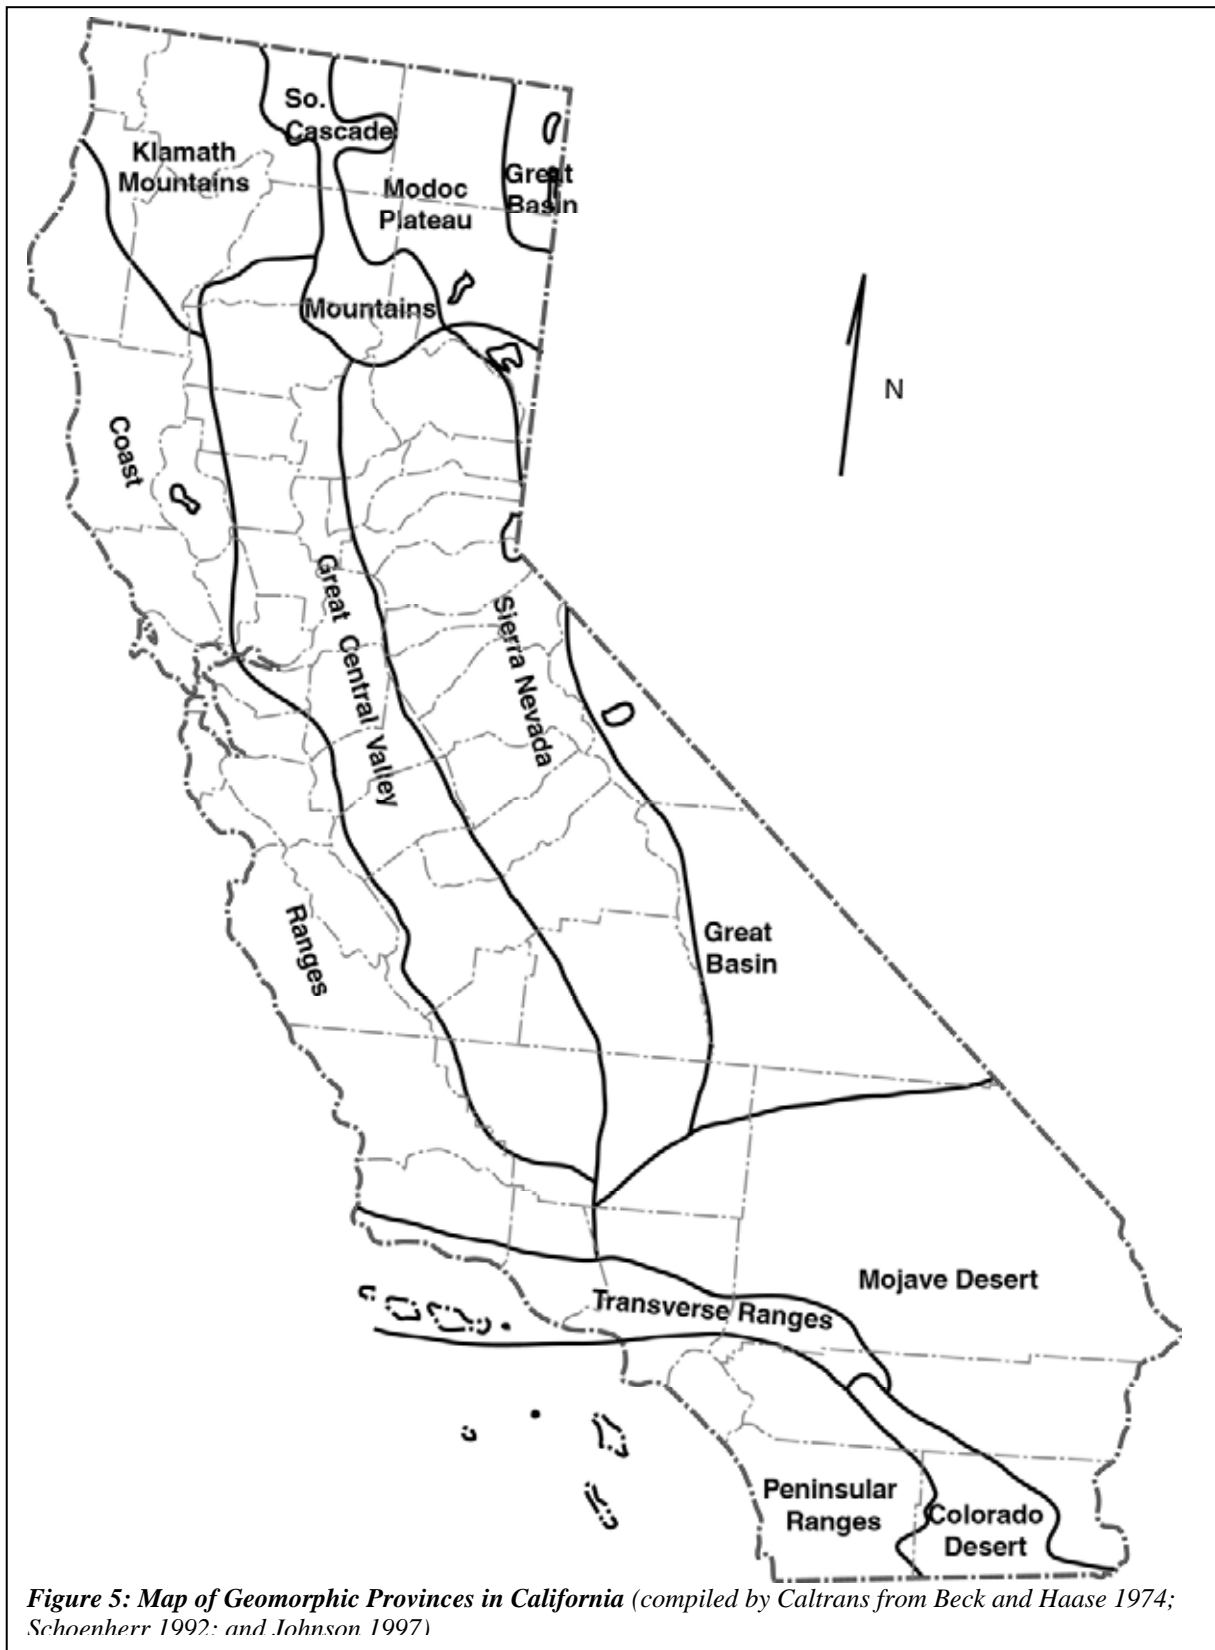 So.
Cascade
Klamath
Mountains
Modoc
Plateau
Great
Basin
Mountains
N
Coast
Great Central Valley
Sierra Nevada
Ranges
Great
Basin
Mojave Desert
Transverse Ranges
Peninsular
Ranges
Colorado
Desert
Figure 5: Map of Geomorphic Provinces in California (compiled by Caltrans from Beck and Haase 1974;
Schoenherr 1992; and Johnson 1997)